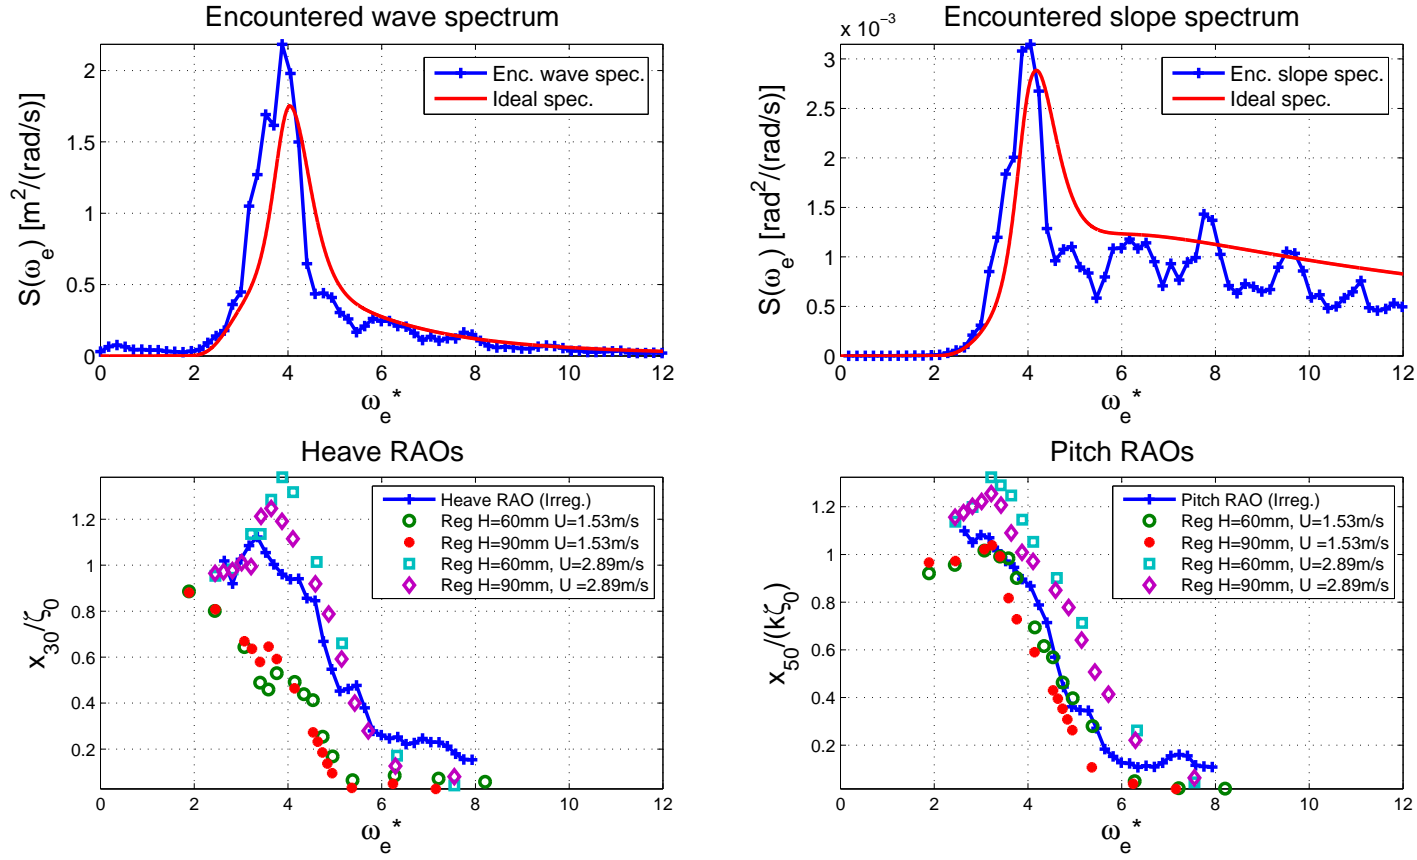 Encountered wave spectrum
S(ω_e) [m^2/(rad/s)]
2
1.5
1
0.5
0
Enc. wave spec.
Ideal spec.
0 2 4 6 8 10 12
ω_e*
Encountered slope spectrum
x 10^−3
S(ω_e) [rad^2/(rad/s)]
3
2.5
2
1.5
1
0.5
0
Enc. slope spec.
Ideal spec.
0 2 4 6 8 10 12
ω_e*
Heave RAOs
x_30/ζ_0
1.2
1
0.8
0.6
0.4
0.2
Heave RAO (Irreg.)
Reg H=60mm U=1.53m/s
Reg H=90mm U=1.53m/s
Reg H=60mm, U=2.89m/s
Reg H=90mm, U =2.89m/s
0 2 4 6 8 10 12
ω_e*
Pitch RAOs
x_50/(kζ_0)
1.2
1
0.8
0.6
0.4
0.2
Pitch RAO (Irreg.)
Reg H=60mm, U=1.53m/s
Reg H=90mm, U =1.53m/s
Reg H=60mm, U =2.89m/s
Reg H=90mm, U =2.89m/s
0 2 4 6 8 10 12
ω_e*